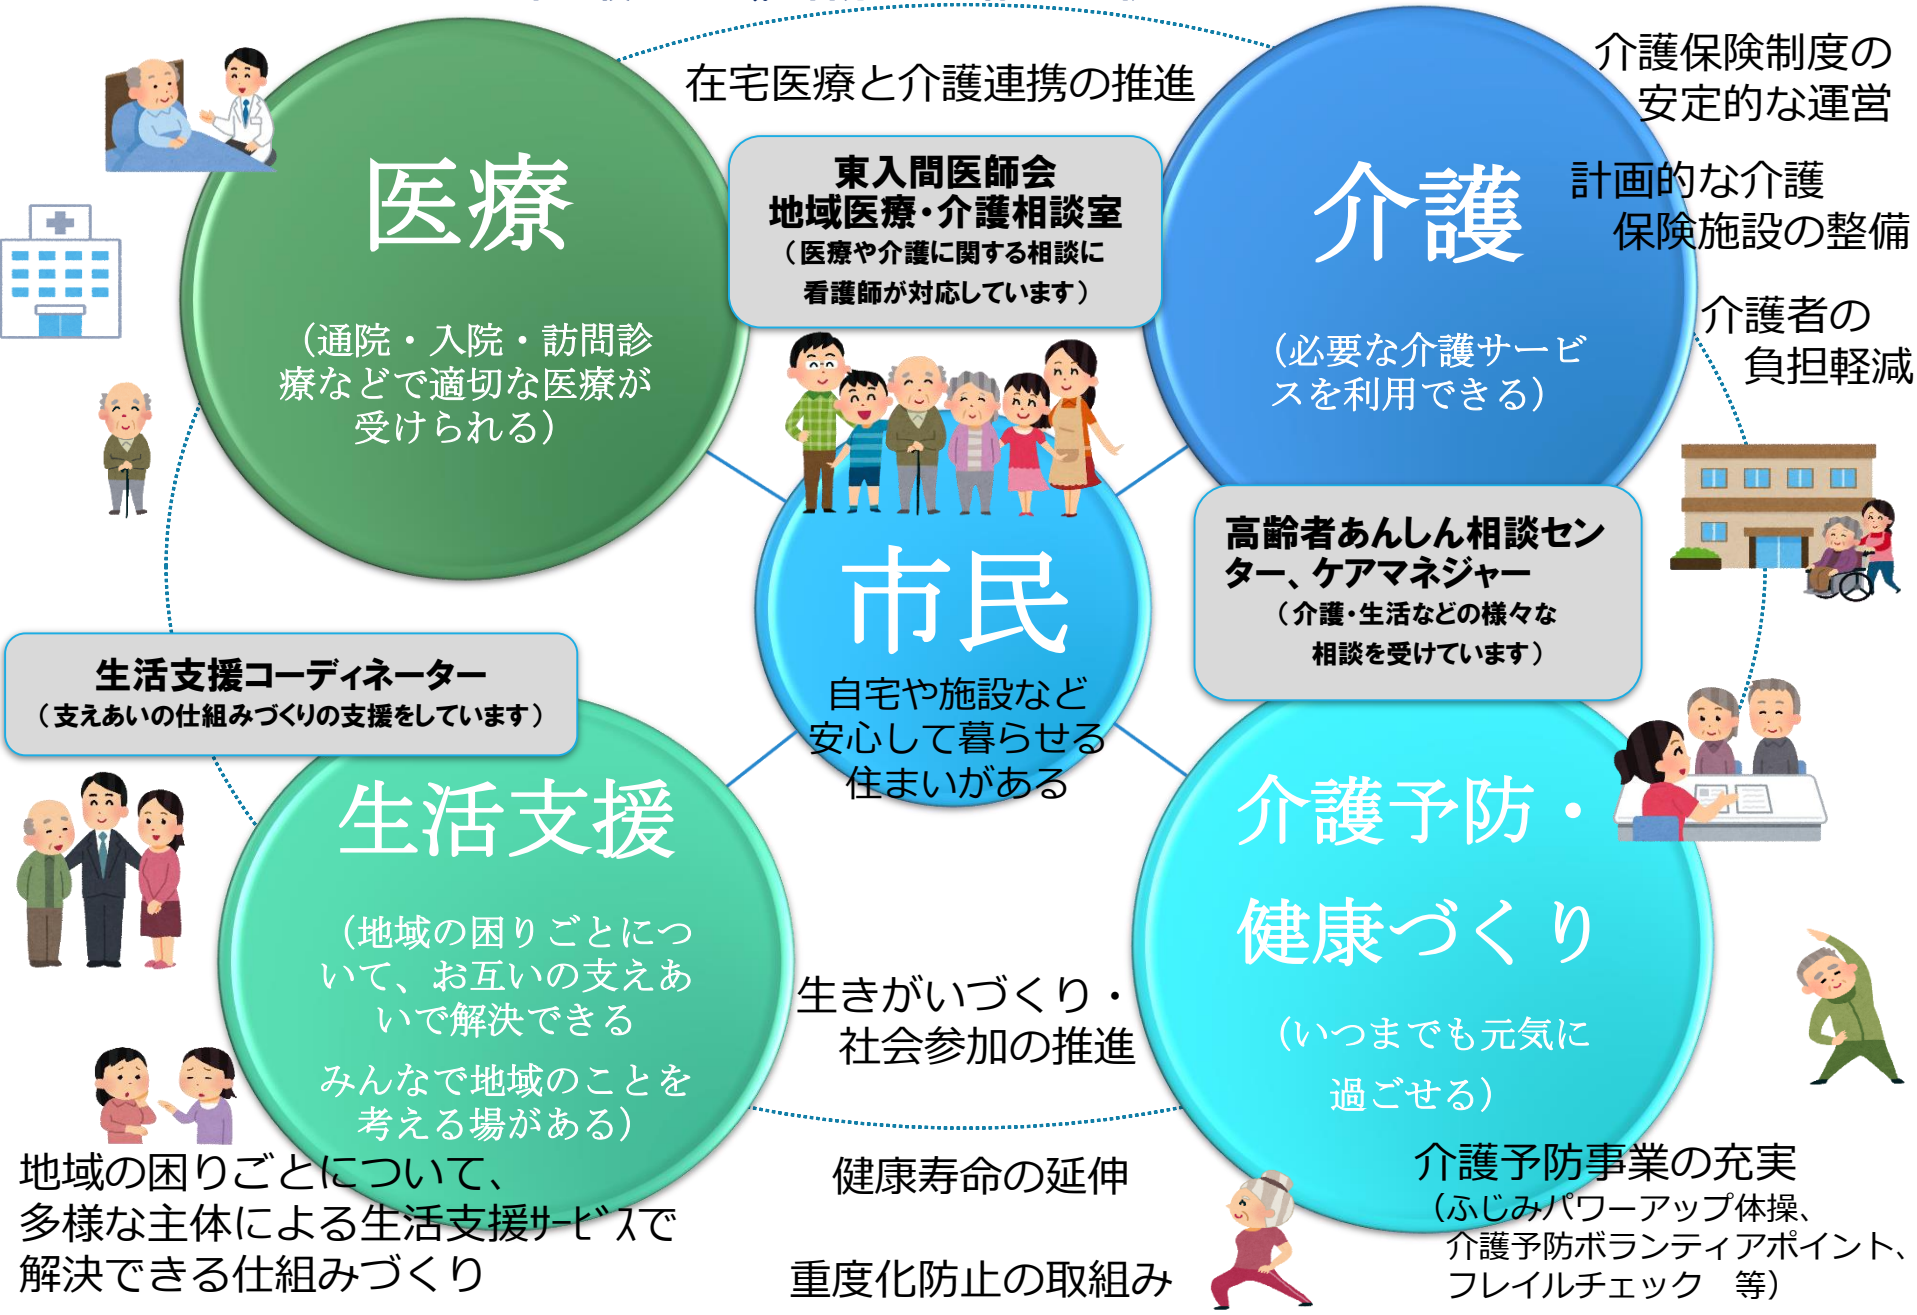 在宅医療と介護連携の推進
介護保険制度の
安定的な運営
計画的な介護
保険施設の整備
介護者の
負担軽減
医療
（通院・入院・訪問診
療などで適切な医療が
受けられる）
東入間医師会
地域医療・介護相談室
（医療や介護に関する相談に
看護師が対応しています）
介護
（必要な介護サービ
スを利用できる）
市民
自宅や施設など
安心して暮らせる
住まいがある
高齢者あんしん相談セン
ター、ケアマネジャー
（介護・生活などの様々な
相談を受けています）
生活支援コーディネーター
（支えあいの仕組みづくりの支援をしています）
生活支援
（地域の困りごとにつ
いて、お互いの支えあ
いで解決できる
みんなで地域のことを
考える場がある）
介護予防・
健康づくり
（いつまでも元気に
過ごせる）
生きがいづくり・
社会参加の推進
地域の困りごとについて、
多様な主体による生活支援ｻｰﾋﾞｽで
解決できる仕組みづくり
健康寿命の延伸
重度化防止の取組み
介護予防事業の充実
（ふじみパワーアップ体操、
介護予防ボランティアポイント、
フレイルチェック　等）